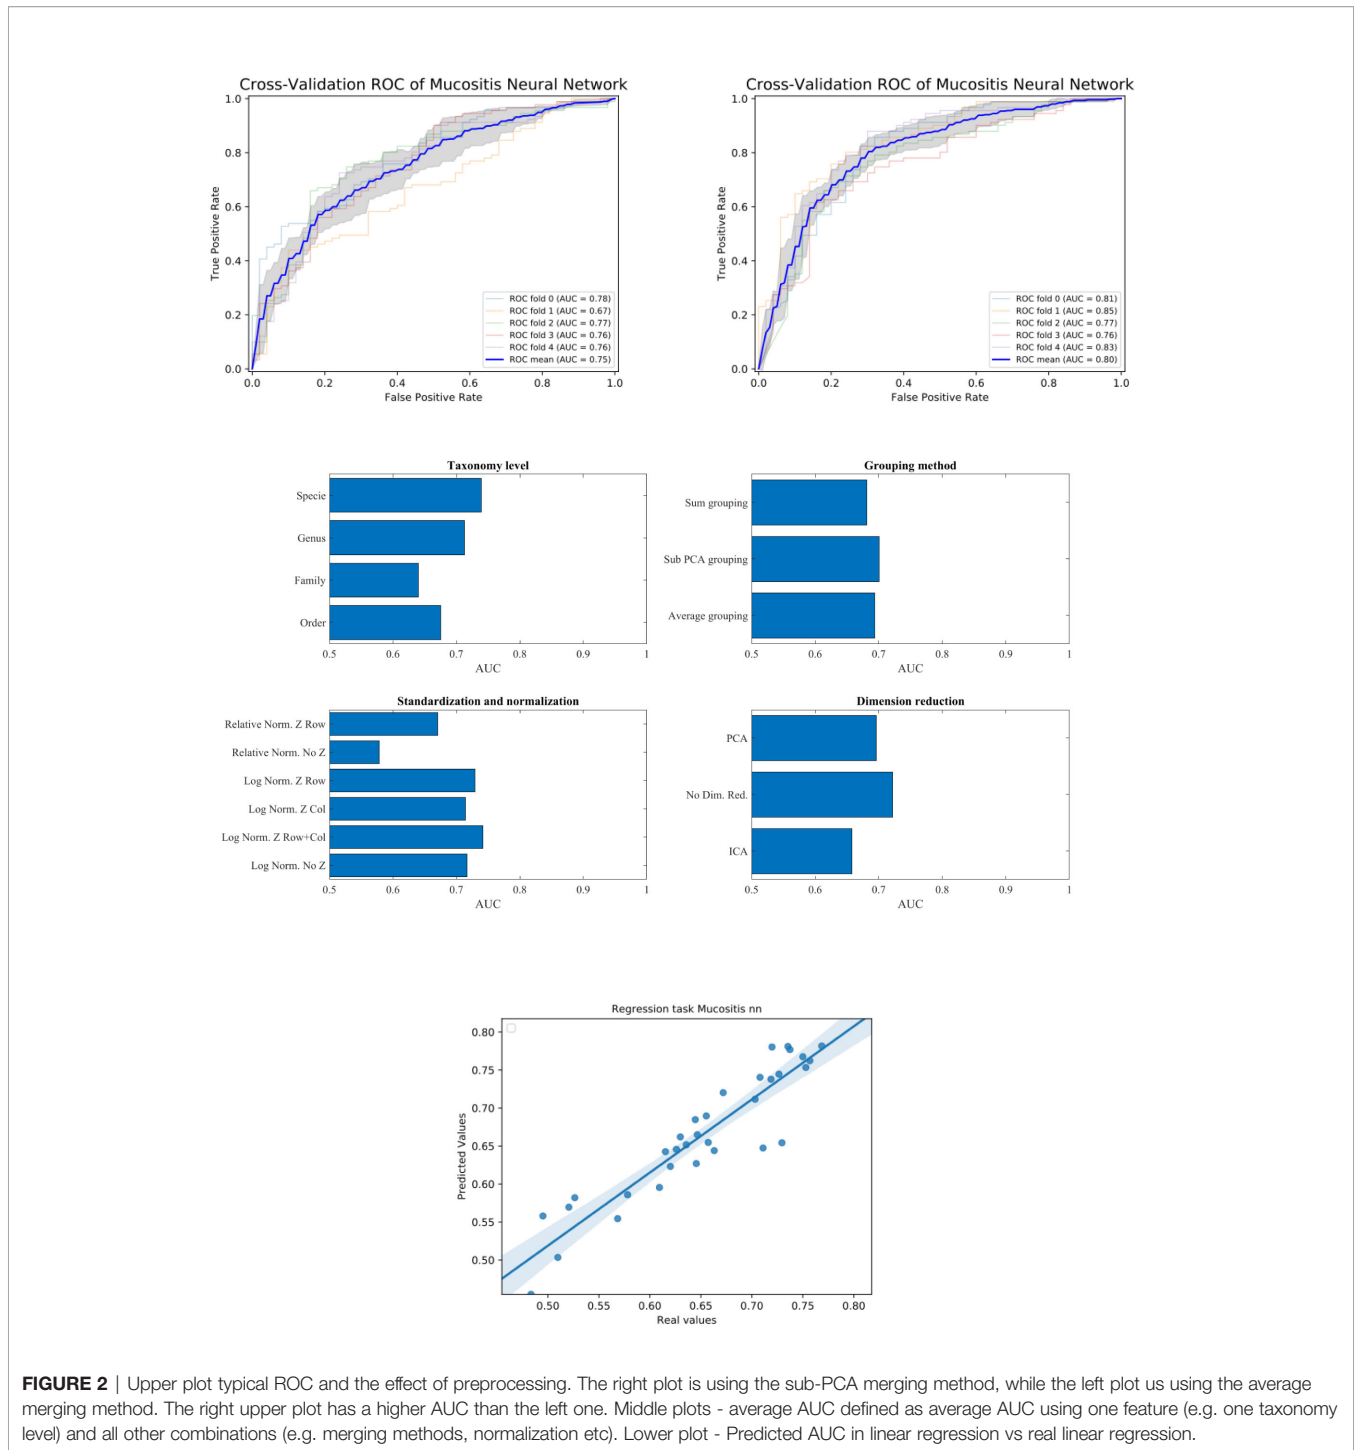 Cross-Validation ROC of Mucositis Neural Network
1.0
0.8
0.6
0.4
0.2
0.0
True Positive Rate
ROC fold 0 (AUC = 0.78)
ROC fold 1 (AUC = 0.67)
ROC fold 2 (AUC = 0.77)
ROC fold 3 (AUC = 0.76)
ROC fold 4 (AUC = 0.76)
ROC mean (AUC = 0.75)
0.0 0.2 0.4 0.6 0.8 1.0
False Positive Rate
Cross-Validation ROC of Mucositis Neural Network
1.0
0.8
0.6
0.4
0.2
0.0
True Positive Rate
ROC fold 0 (AUC = 0.81)
ROC fold 1 (AUC = 0.85)
ROC fold 2 (AUC = 0.77)
ROC fold 3 (AUC = 0.76)
ROC fold 4 (AUC = 0.83)
ROC mean (AUC = 0.80)
0.0 0.2 0.4 0.6 0.8 1.0
False Positive Rate
Taxonomy level
Specie
Genus
Family
Order
0.5 0.6 0.7 0.8 0.9 1
AUC
Grouping method
Sum grouping
Sub PCA grouping
Average grouping
0.5 0.6 0.7 0.8 0.9 1
AUC
Standardization and normalization
Relative Norm. Z Row
Relative Norm. No Z
Log Norm. Z Row
Log Norm. Z Col
Log Norm. Z Row+Col
Log Norm. No Z
0.5 0.6 0.7 0.8 0.9 1
AUC
Dimension reduction
PCA
No Dim. Red.
ICA
0.5 0.6 0.7 0.8 0.9 1
AUC
Regression task Mucositis nn
0.80
0.75
0.70
0.65
0.60
0.55
0.50
Predicted Values
0.50 0.55 0.60 0.65 0.70 0.75 0.80
Real values
FIGURE 2 | Upper plot typical ROC and the effect of preprocessing. The right plot is using the sub-PCA merging method, while the left plot us using the average
merging method. The right upper plot has a higher AUC than the left one. Middle plots - average AUC defined as average AUC using one feature (e.g. one taxonomy
level) and all other combinations (e.g. merging methods, normalization etc). Lower plot - Predicted AUC in linear regression vs real linear regression.